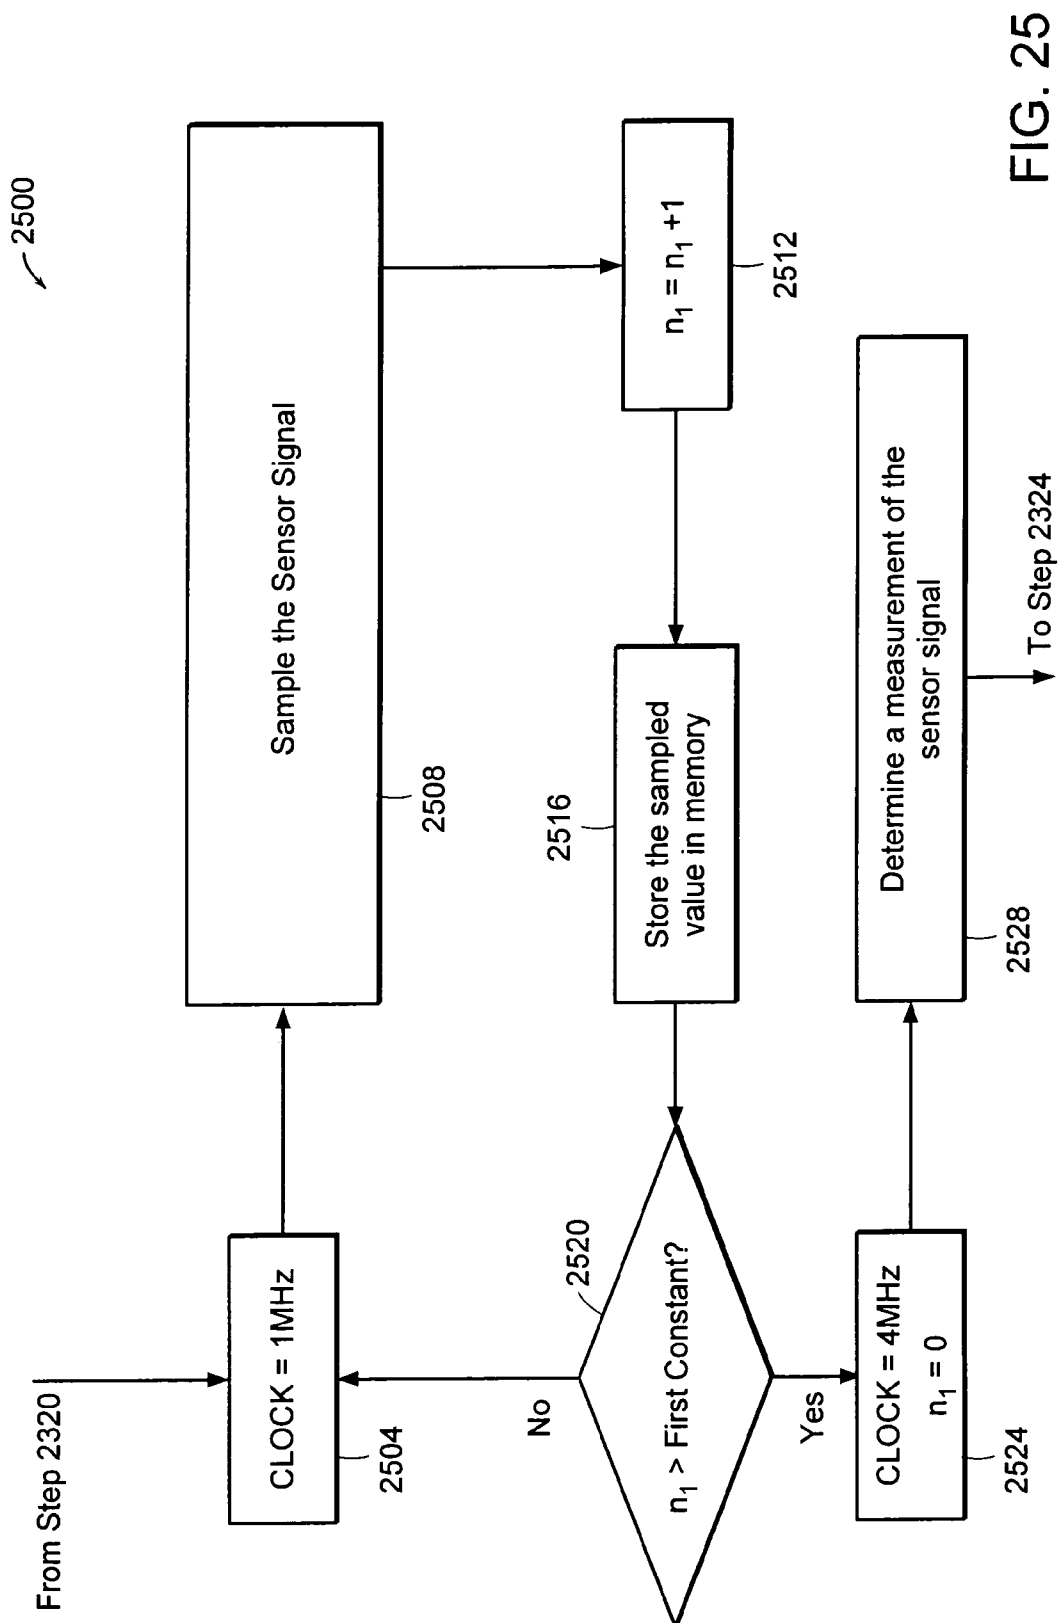 2500
From Step 2320
CLOCK = 1MHz
2504
Sample the Sensor Signal
2508
n₁ = n₁ +1
2512
Store the sampled
value in memory
2516
n₁ > First Constant?
2520
No
Yes
CLOCK = 4MHz
n₁ = 0
2524
Determine a measurement of the
sensor signal
2528
To Step 2324
FIG. 25